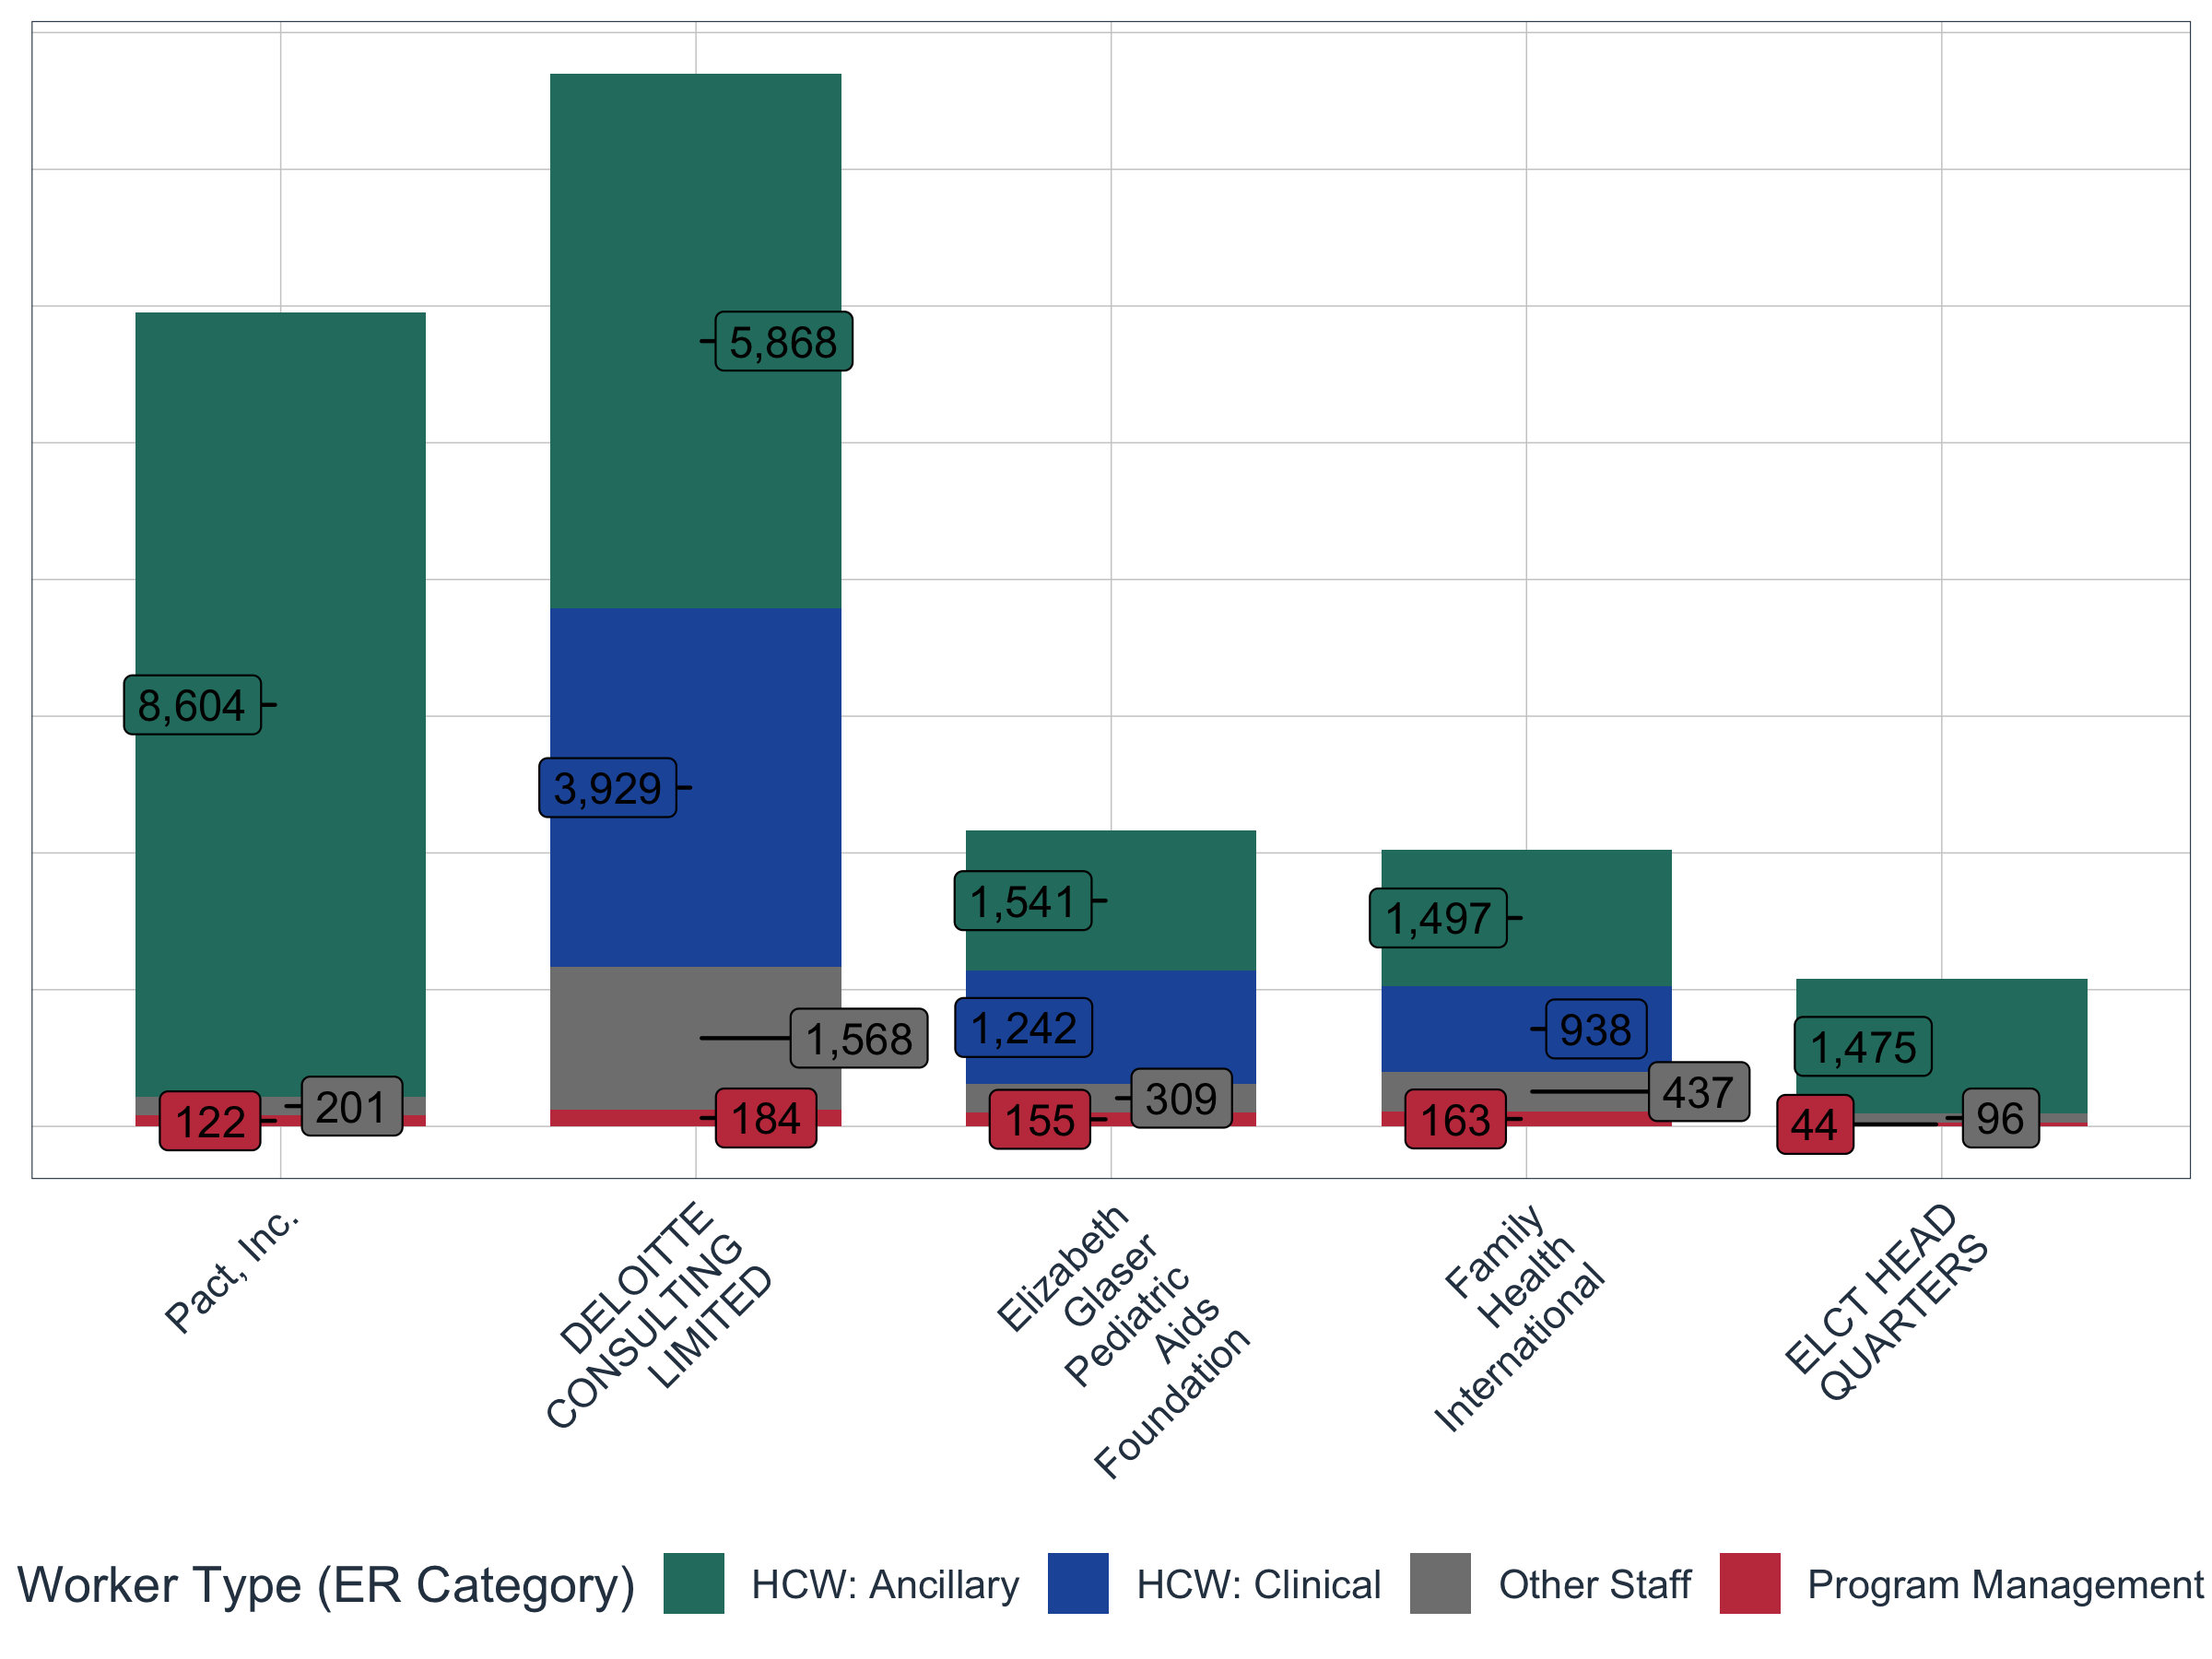 5,868
8,604
3,929
1,541
1,497
1,242
938
1,568
1,475
437
309
201
122
184
155
163
44
96
Pact, Inc.
DELOITTE
CONSULTING
LIMITED
Elizabeth
Glaser
Pediatric
Aids
Foundation
Family
Health
International
ELCT HEAD
QUARTERS
Worker Type (ER Category) HCW: Ancillary HCW: Clinical Other Staff Program Management